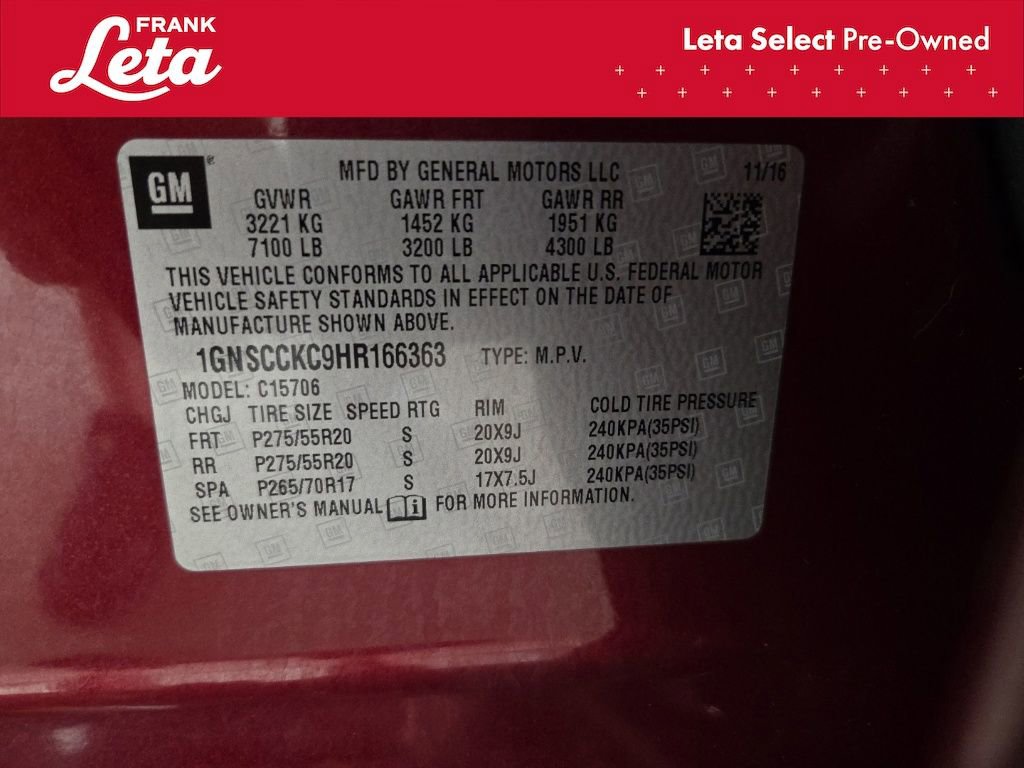 FRANK
Leta
Leta Select Pre-Owned
GM
MFD BY GENERAL MOTORS LLC 11/16
GVWR GAWR FRT GAWR RR
3221 KG 1452 KG 1951 KG
7100 LB 3200 LB 4300 LB
THIS VEHICLE CONFORMS TO ALL APPLICABLE U.S. FEDERAL MOTOR
VEHICLE SAFETY STANDARDS IN EFFECT ON THE DATE OF
MANUFACTURE SHOWN ABOVE.
1GNSCCKC9HR166363 TYPE: M.P.V.
MODEL: C15706
CHGJ TIRE SIZE SPEED RTG RIM COLD TIRE PRESSURE
FRT P275/55R20 S 20X9J 240KPA(35PSI)
RR P275/55R20 S 20X9J 240KPA(35PSI)
SPA P265/70R17 S 17X7.5J 240KPA(35PSI)
SEE OWNER'S MANUAL i FOR MORE INFORMATION.